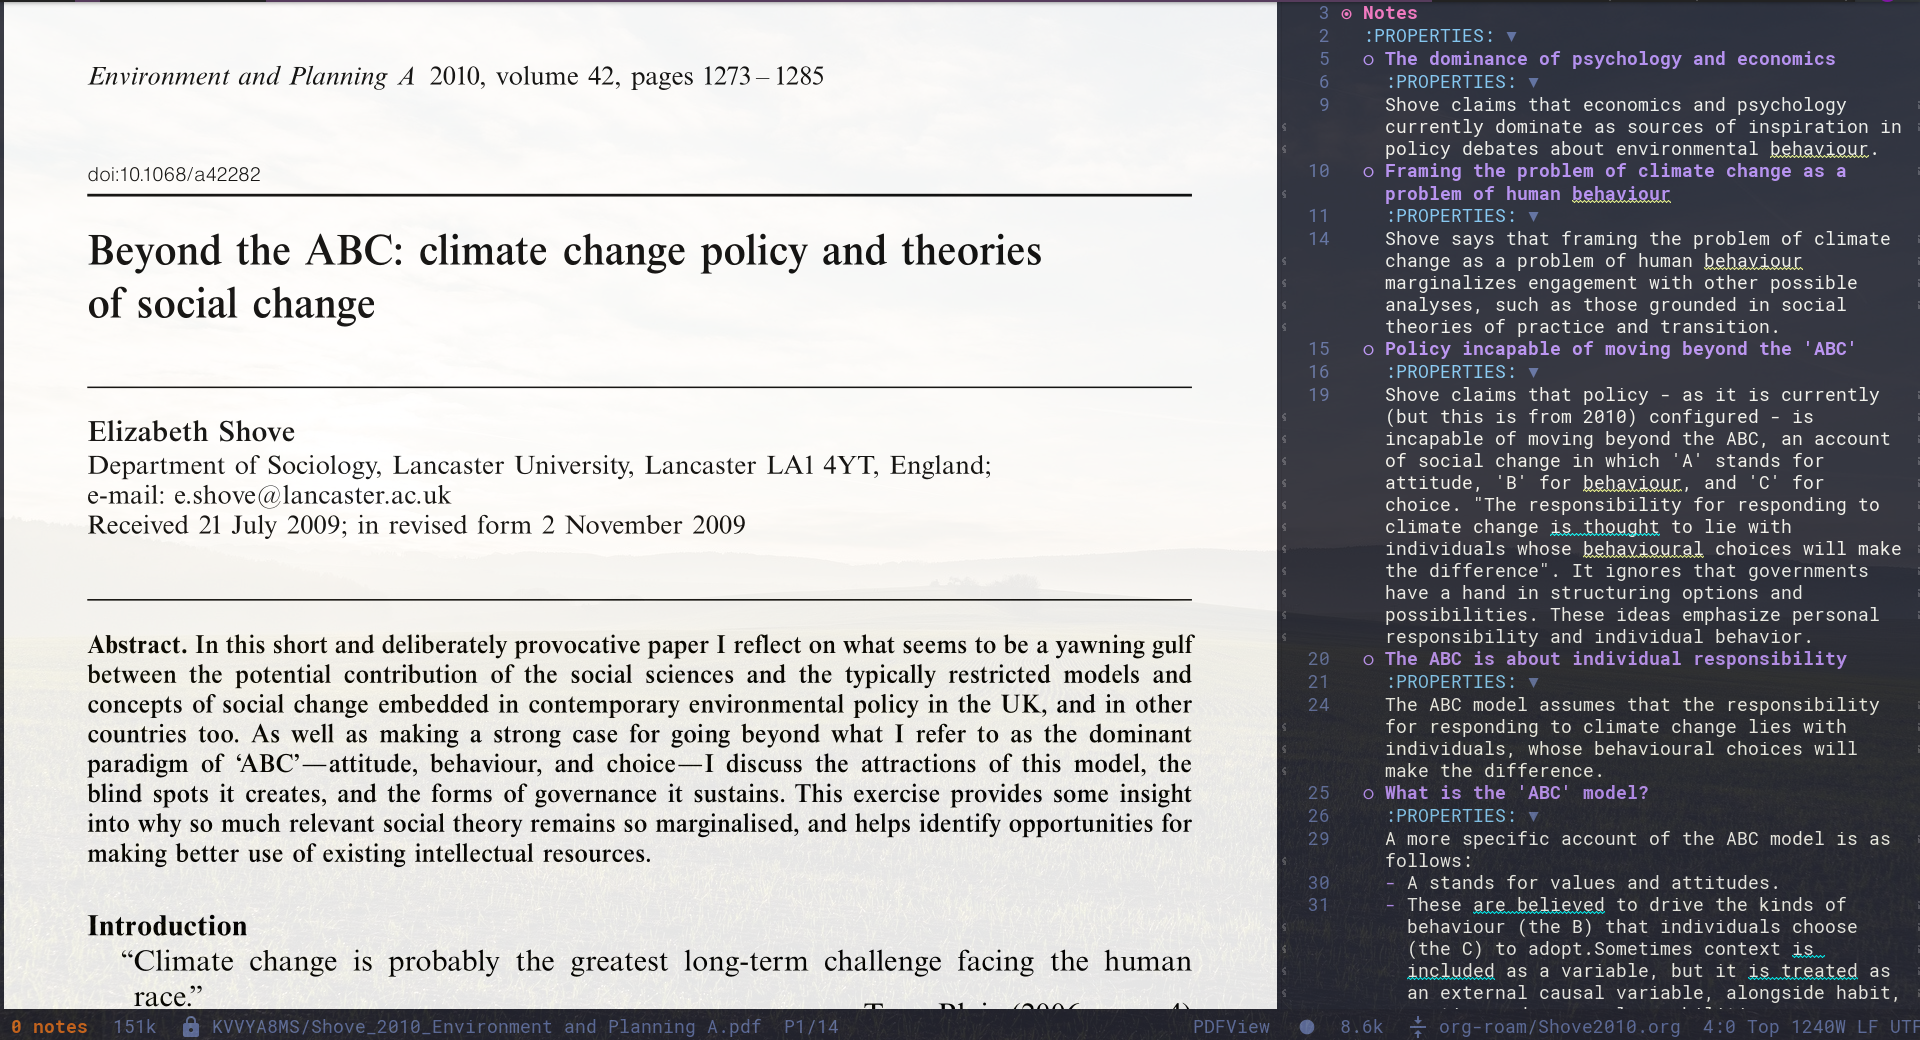 Environment and Planning A 2010, volume 42, pages 1273 – 1285
doi:10.1068/a42282
Beyond the ABC: climate change policy and theories
of social change
Elizabeth Shove
Department of Sociology, Lancaster University, Lancaster LA1 4YT, England;
e-mail: e.shove@lancaster.ac.uk
Received 21 July 2009; in revised form 2 November 2009
Abstract. In this short and deliberately provocative paper I reflect on what seems to be a yawning gulf
between the potential contribution of the social sciences and the typically restricted models and
concepts of social change embedded in contemporary environmental policy in the UK, and in other
countries too. As well as making a strong case for going beyond what I refer to as the dominant
paradigm of ‘ABC’—attitude, behaviour, and choice—I discuss the attractions of this model, the
blind spots it creates, and the forms of governance it sustains. This exercise provides some insight
into why so much relevant social theory remains so marginalised, and helps identify opportunities for
making better use of existing intellectual resources.
Introduction
“Climate change is probably the greatest long-term challenge facing the human
race.”
0 notes 151k KVVYA8MS/Shove_2010_Environment and Planning A.pdf P1/14 PDFView
3 Notes
2 :PROPERTIES: ▼
5 o The dominance of psychology and economics
6 :PROPERTIES: ▼
9 Shove claims that economics and psychology
currently dominate as sources of inspiration in
policy debates about environmental behaviour.
10 o Framing the problem of climate change as a
problem of human behaviour
11 :PROPERTIES: ▼
14 Shove says that framing the problem of climate
change as a problem of human behaviour
marginalizes engagement with other possible
analyses, such as those grounded in social
theories of practice and transition.
15 o Policy incapable of moving beyond the 'ABC'
16 :PROPERTIES: ▼
19 Shove claims that policy - as it is currently
(but this is from 2010) configured - is
incapable of moving beyond the ABC, an account
of social change in which 'A' stands for
attitude, 'B' for behaviour, and 'C' for
choice. "The responsibility for responding to
climate change is thought to lie with
individuals whose behavioural choices will make
the difference". It ignores that governments
have a hand in structuring options and
possibilities. These ideas emphasize personal
responsibility and individual behavior.
20 o The ABC is about individual responsibility
21 :PROPERTIES: ▼
24 The ABC model assumes that the responsibility
for responding to climate change lies with
individuals, whose behavioural choices will
make the difference.
25 o What is the 'ABC' model?
26 :PROPERTIES: ▼
29 A more specific account of the ABC model is as
follows:
30 - A stands for values and attitudes.
31 - These are believed to drive the kinds of
behaviour (the B) that individuals choose
(the C) to adopt.Sometimes context is
included as a variable, but it is treated as
an external causal variable, alongside habit,
8.6k org-roam/Shove2010.org 4:0 Top 1240W LF UTF